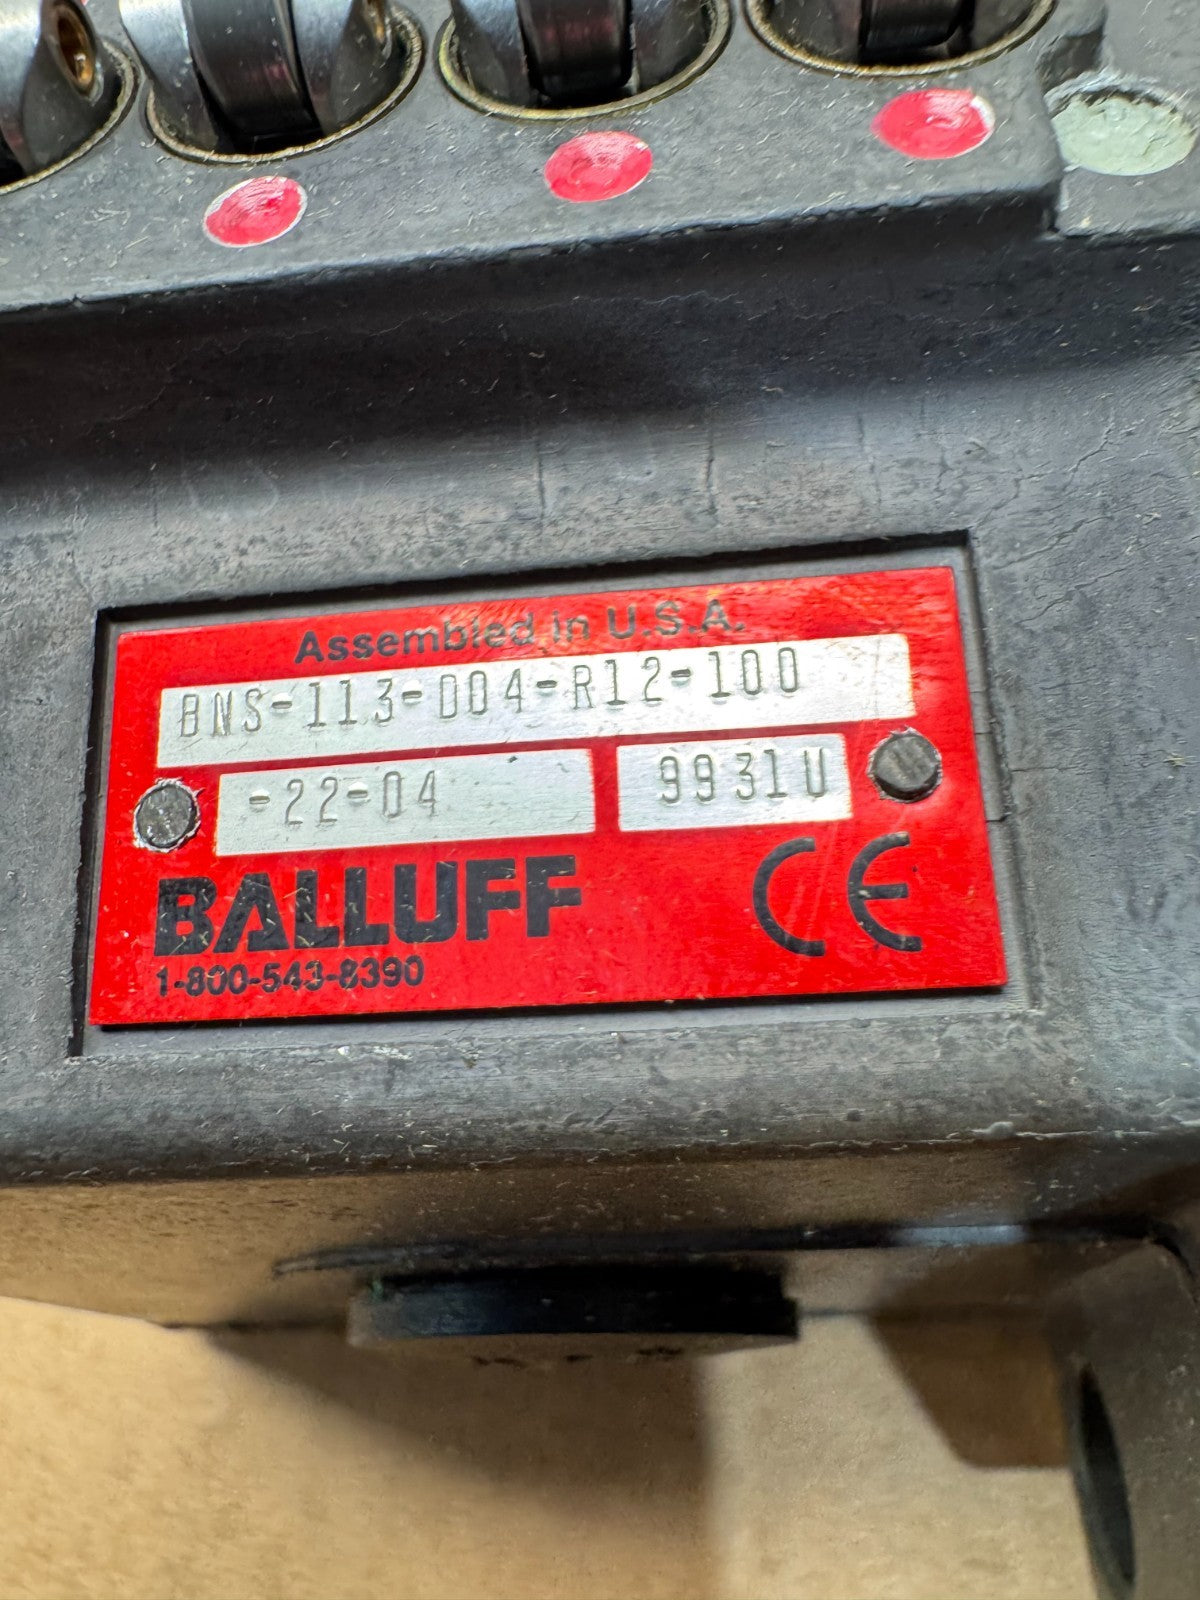 Assembled in U.S.A.
BNS-113-D04-R12-100
-22-04 9931U
BALLUFF CE
1-800-543-8390